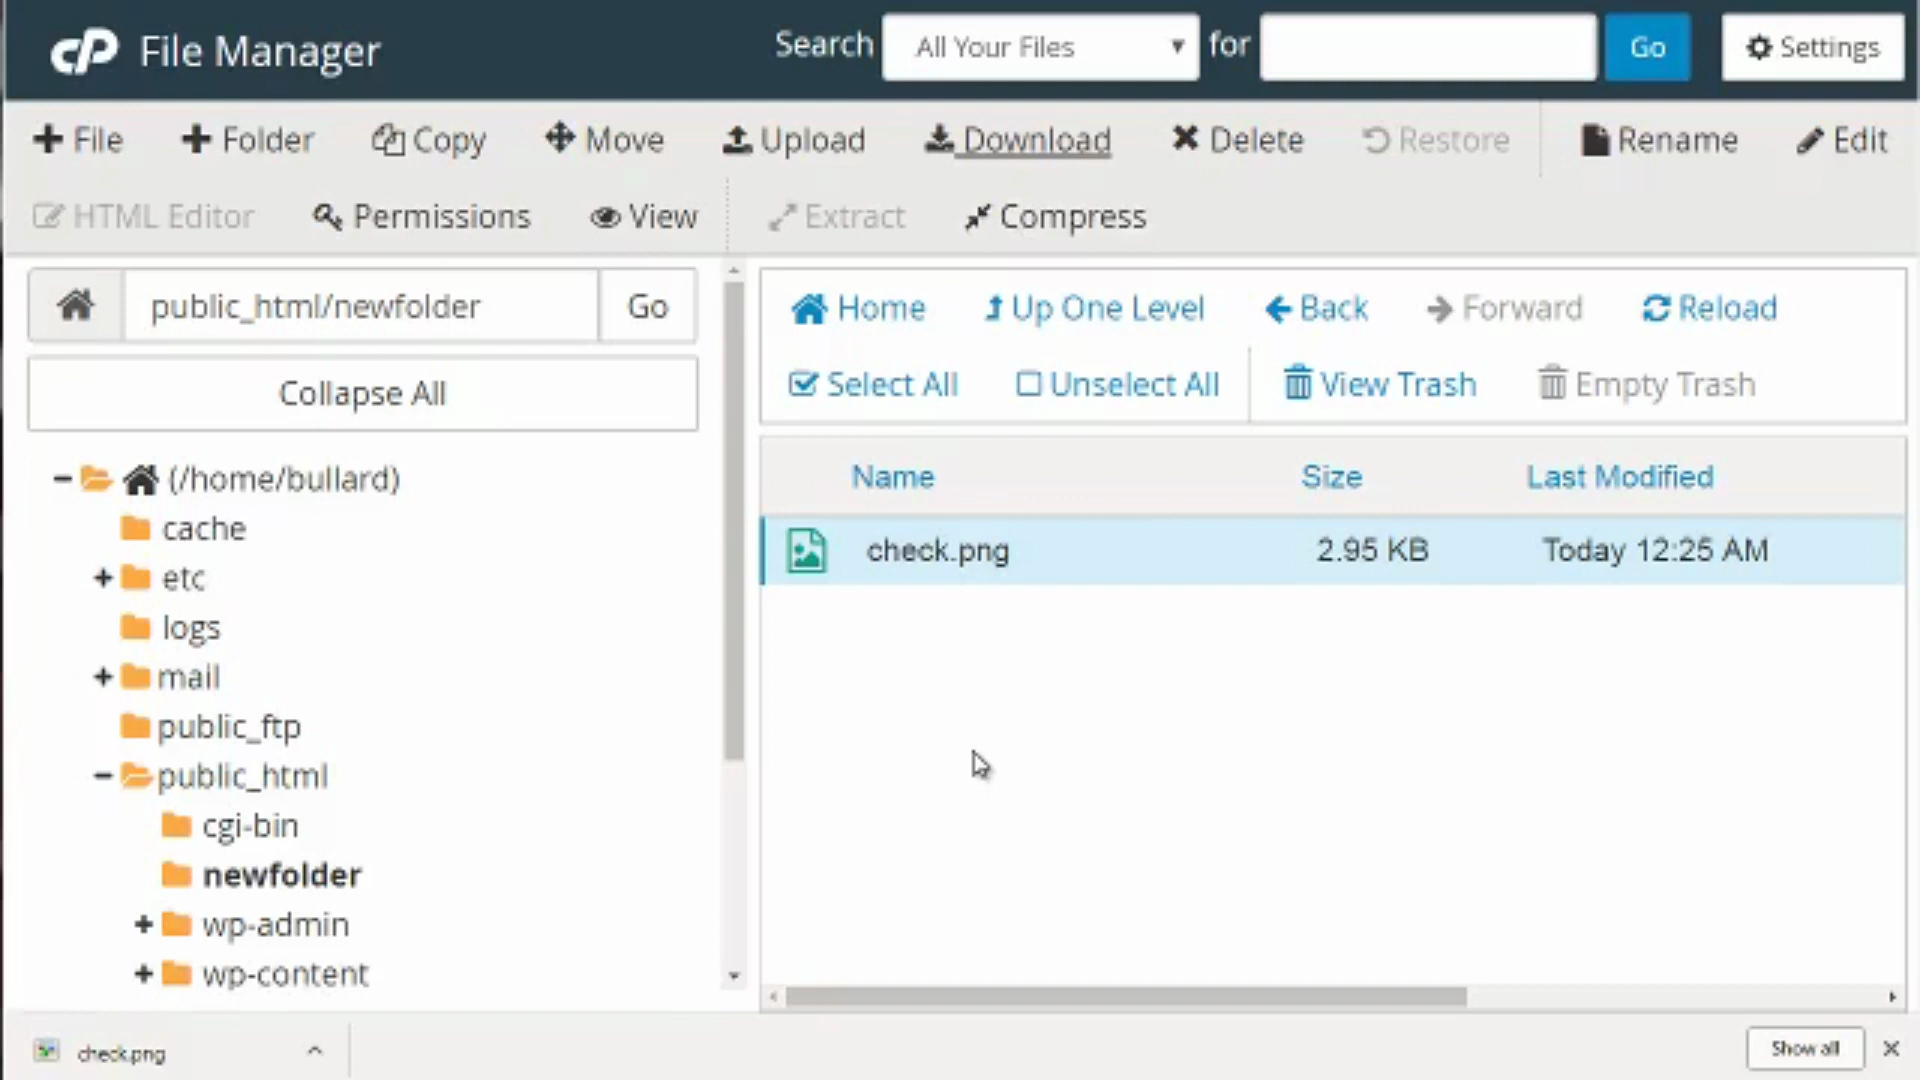 cP File Manager Search All Your Files for Go Settings
File Folder Copy Move Upload Download Delete Restore Rename Edit
HTML Editor Permissions View Extract Compress
public_html/newfolder Go
Collapse All
(/home/bullard)
cache
etc
logs
mail
public_ftp
public_html
cgi-bin
newfolder
wp-admin
wp-content
Home Up One Level Back Forward Reload
Select All Unselect All View Trash Empty Trash
Name Size Last Modified
check.png 2.95 KB Today 12:25 AM
check.png Show all